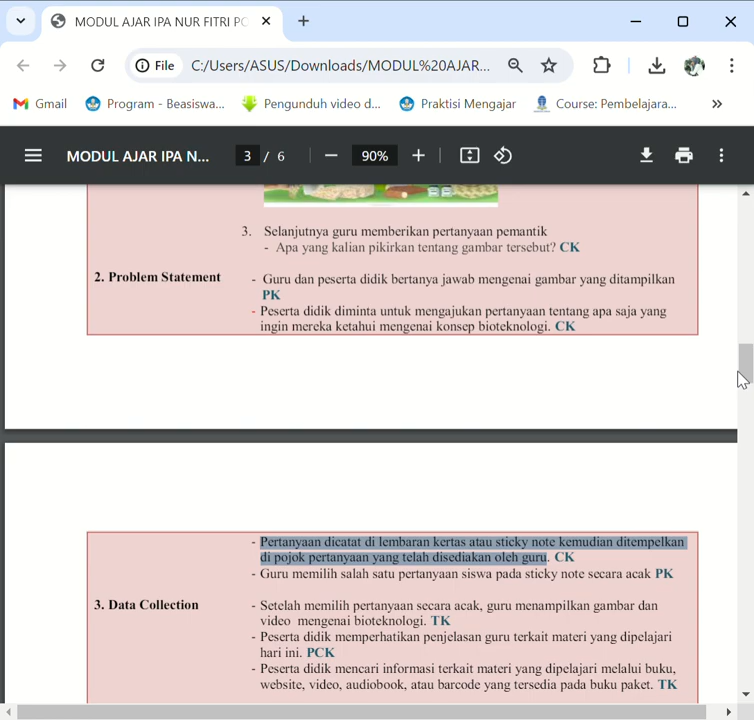 MODUL AJAR IPA NUR FITRI PO
File
C:/Users/ASUS/Downloads/MODUL%20AJAR...
Gmail
Program - Beasiswa...
Pengunduh video d...
Praktisi Mengajar
Course: Pembelajara...
MODUL AJAR IPA N...
3 / 6
90%
3. Selanjutnya guru memberikan pertanyaan pemantik
- Apa yang kalian pikirkan tentang gambar tersebut? CK
2. Problem Statement
- Guru dan peserta didik bertanya jawab mengenai gambar yang ditampilkan
PK
- Peserta didik diminta untuk mengajukan pertanyaan tentang apa saja yang
ingin mereka ketahui mengenai konsep bioteknologi. CK
- Pertanyaan dicatat di lembaran kertas atau sticky note kemudian ditempelkan
di pojok pertanyaan yang telah disediakan oleh guru. CK
- Guru memilih salah satu pertanyaan siswa pada sticky note secara acak PK
3. Data Collection
- Setelah memilih pertanyaan secara acak, guru menampilkan gambar dan
video mengenai bioteknologi. TK
- Peserta didik memperhatikan penjelasan guru terkait materi yang dipelajari
hari ini. PCK
- Peserta didik mencari informasi terkait materi yang dipelajari melalui buku,
website, video, audiobook, atau barcode yang tersedia pada buku paket. TK